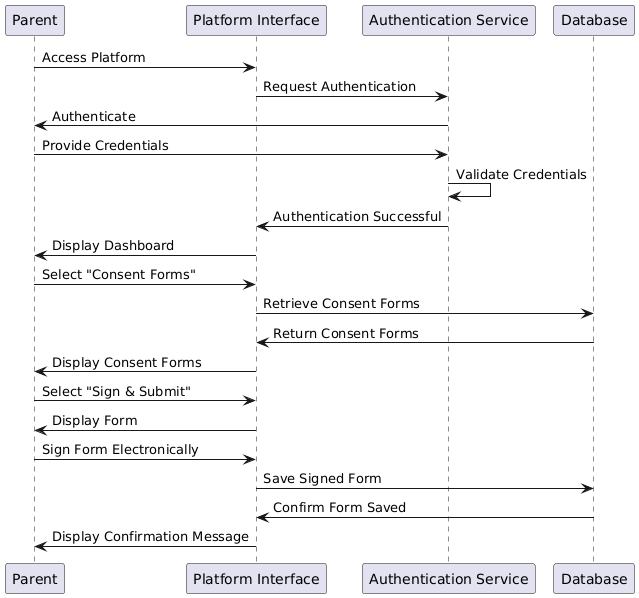 Parent Platform Interface Authentication Service Database
Access Platform
Request Authentication
Authenticate
Provide Credentials
Validate Credentials
Authentication Successful
Display Dashboard
Select "Consent Forms"
Retrieve Consent Forms
Return Consent Forms
Display Consent Forms
Select "Sign & Submit"
Display Form
Sign Form Electronically
Save Signed Form
Confirm Form Saved
Display Confirmation Message
Parent Platform Interface Authentication Service Database